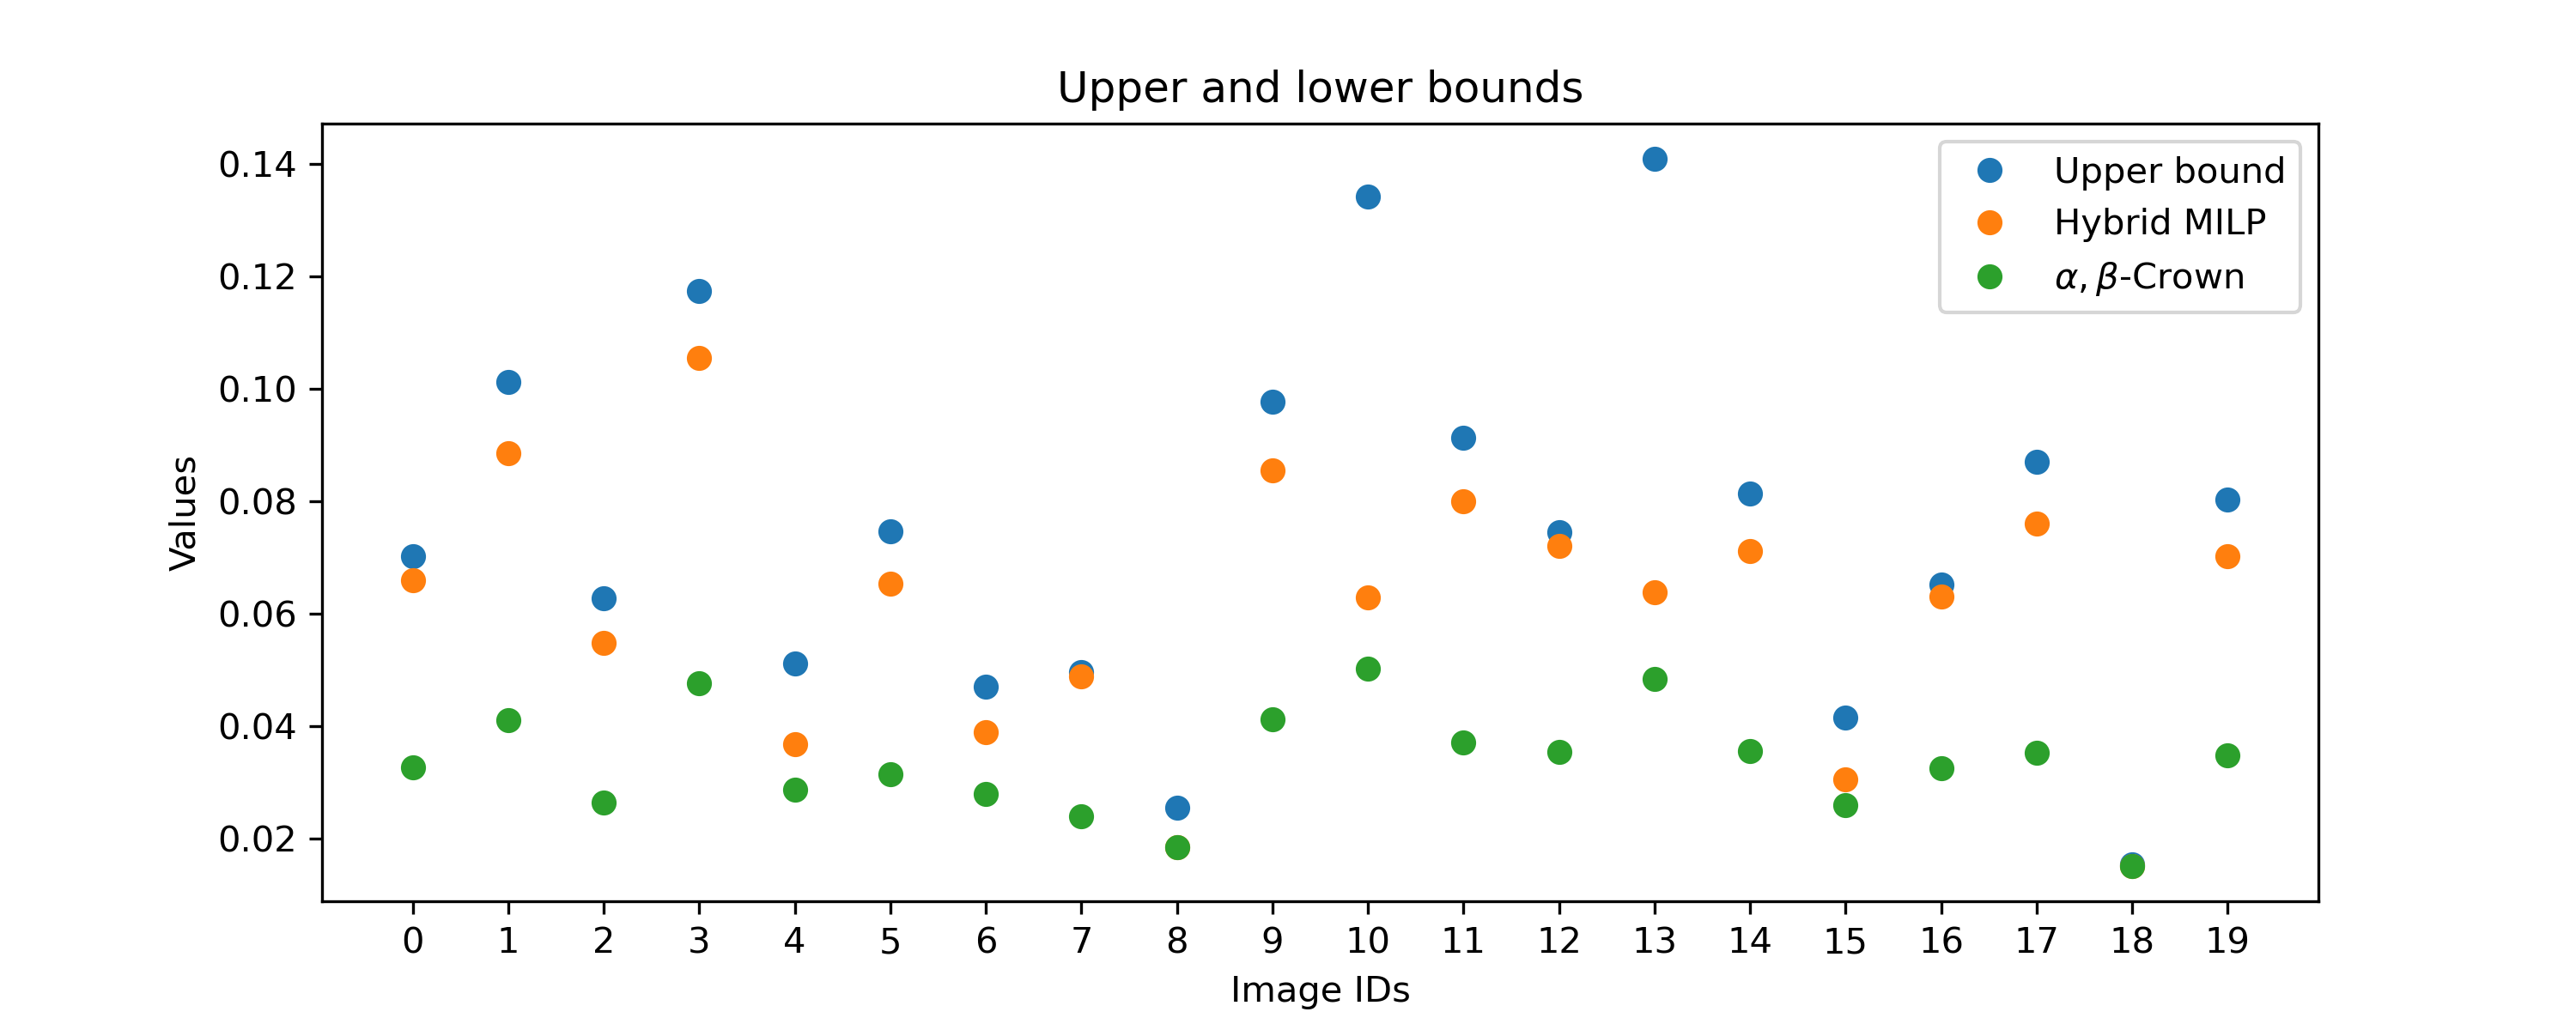 Upper and lower bounds
0.14
0.12
0.10
0.08
0.06
0.04
0.02
Values
Upper bound
Hybrid MILP
α, β-Crown
0 1 2 3 4 5 6 7 8 9 10 11 12 13 14 15 16 17 18 19
Image IDs